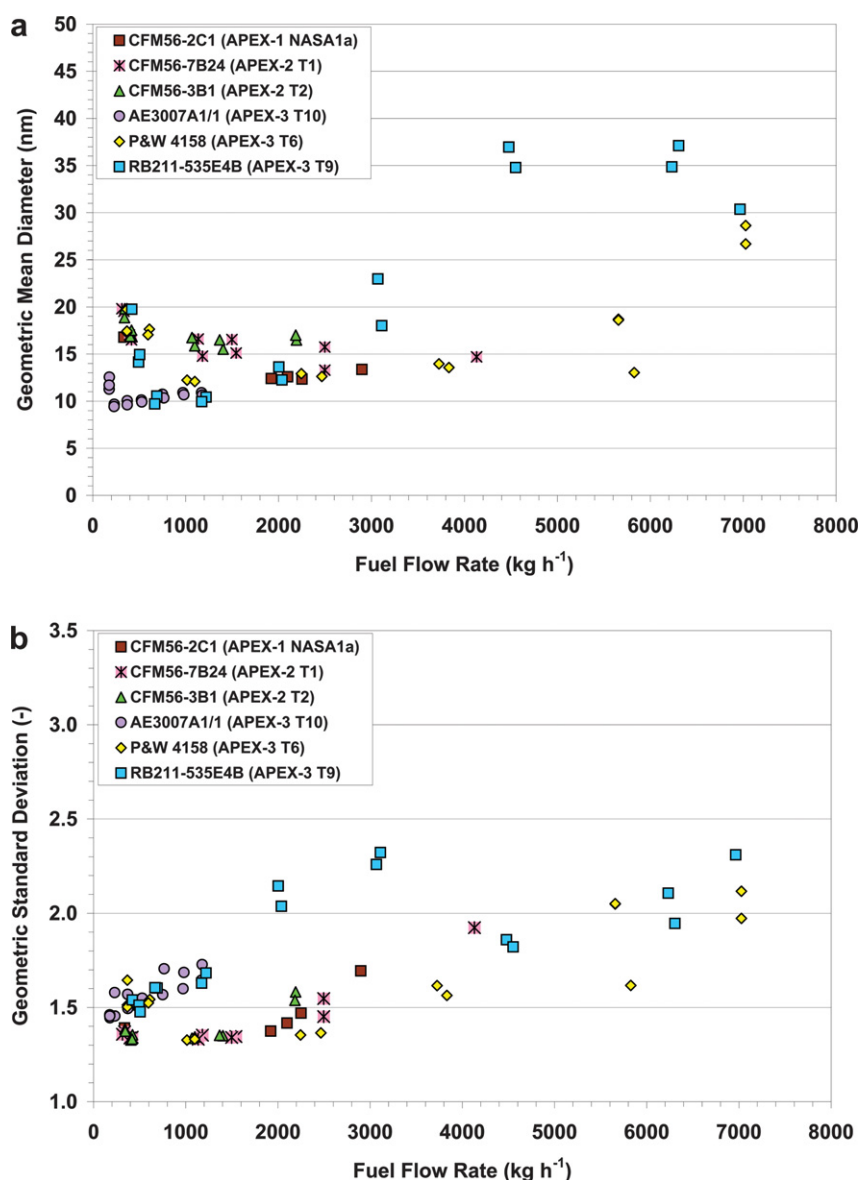 a
50
45
40
35
30
25
20
15
10
5
0
Geometric Mean Diameter (nm)
CFM56-2C1 (APEX-1 NASA1a)
CFM56-7B24 (APEX-2 T1)
CFM56-3B1 (APEX-2 T2)
AE3007A1/1 (APEX-3 T10)
P&W 4158 (APEX-3 T6)
RB211-535E4B (APEX-3 T9)
0 1000 2000 3000 4000 5000 6000 7000 8000
Fuel Flow Rate (kg h⁻¹)
b
3.5
3.0
2.5
2.0
1.5
1.0
Geometric Standard Deviation (-)
CFM56-2C1 (APEX-1 NASA1a)
CFM56-7B24 (APEX-2 T1)
CFM56-3B1 (APEX-2 T2)
AE3007A1/1 (APEX-3 T10)
P&W 4158 (APEX-3 T6)
RB211-535E4B (APEX-3 T9)
0 1000 2000 3000 4000 5000 6000 7000 8000
Fuel Flow Rate (kg h⁻¹)